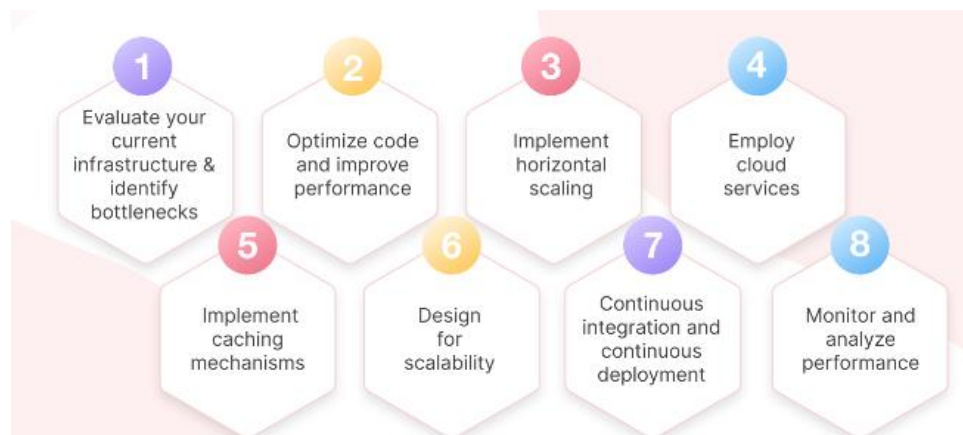 1
Evaluate your
current
infrastructure &
identify
bottlenecks
2
Optimize code
and improve
performance
3
Implement
horizontal
scaling
4
Employ
cloud
services
5
Implement
caching
mechanisms
6
Design
for
scalability
7
Continuous
integration and
continuous
deployment
8
Monitor and
analyze
performance